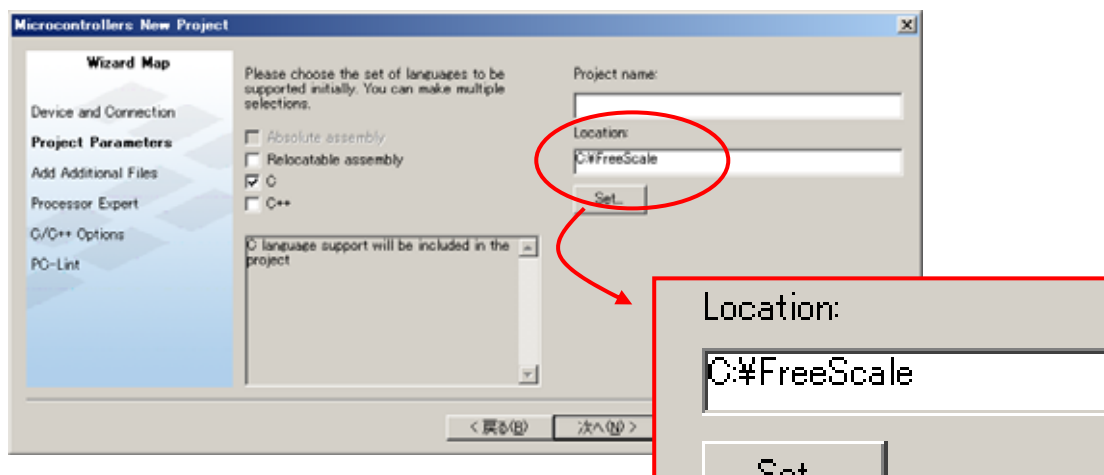 Microcontrollers New Project
Wizard Map
Device and Connection
Project Parameters
Add Additional Files
Processor Expert
C/C++ Options
PC-Lint
Please choose the set of languages to be
supported initially. You can make multiple
selections.
Absolute assembly
Relocatable assembly
C
C++
C language support will be included in the
project
Project name:
Location:
C:¥FreeScale
Set...
< 戻る(B)
次へ(N) >
Location:
C:¥FreeScale
Set...